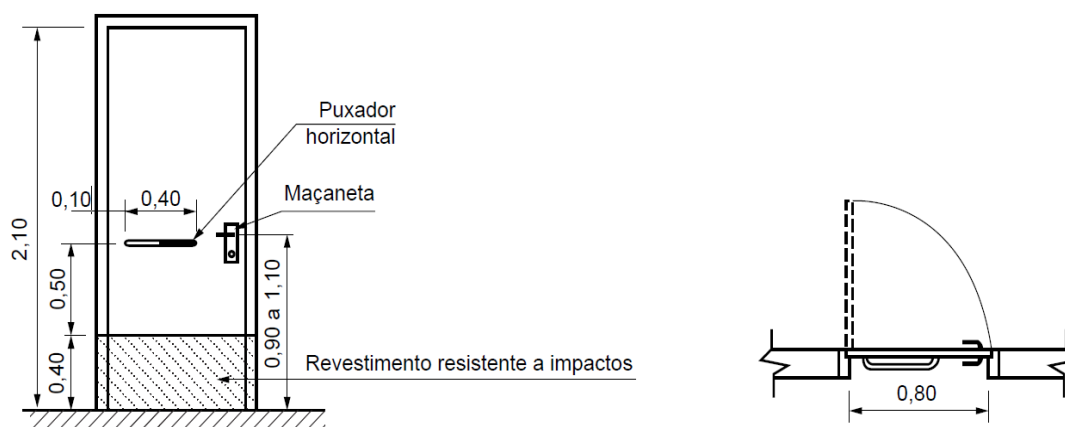 Puxador
horizontal
0,10
0,40
Maçaneta
2,10
0,50
0,90 a 1,10
0,40
Revestimento resistente a impactos
0,80